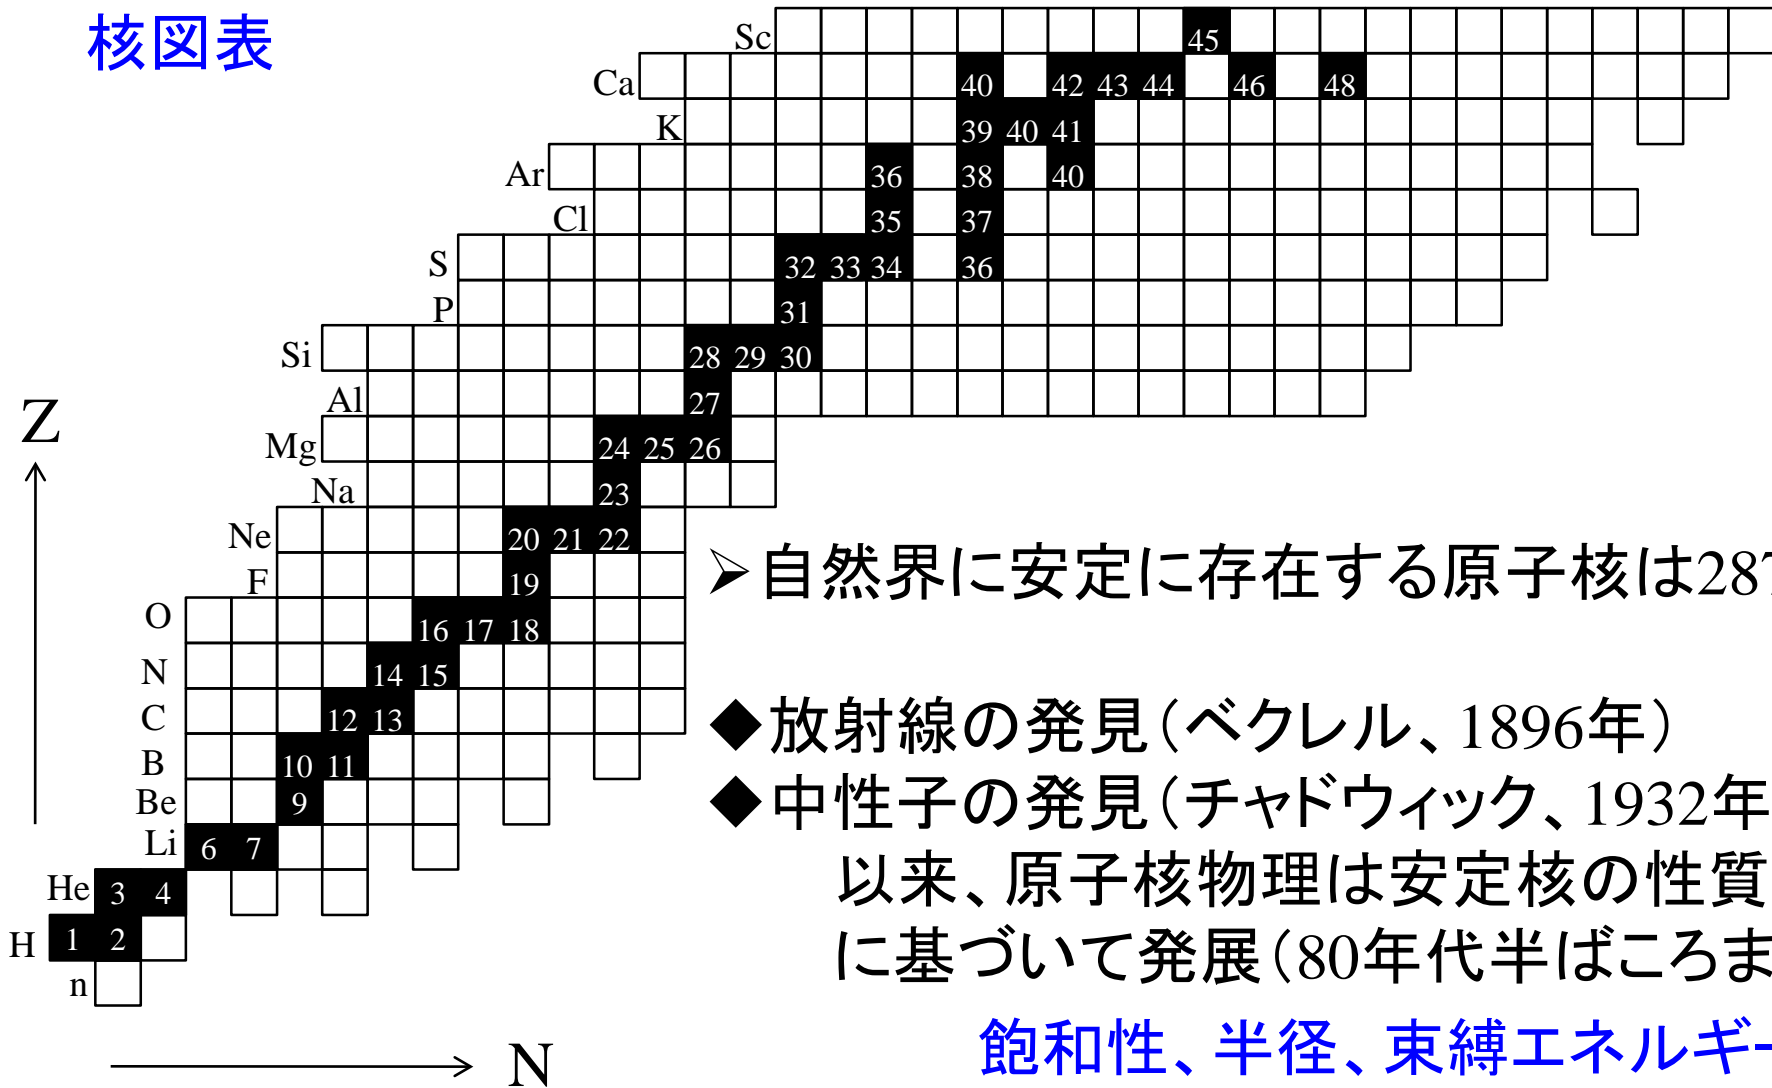 核図表
Sc 45
Ca 40 42 43 44 46 48
K 39 40 41
Ar 36 38 40
Cl 35 37
S 32 33 34 36
P 31
Si 28 29 30
Al 27
Z
Mg 24 25 26
Na 23
Ne 20 21 22
F 19
O 16 17 18
N 14 15
C 12 13
B 10 11
Be 9
Li 6 7
He 3 4
H 1 2
n
N
➢自然界に安定に存在する原子核は287
◆放射線の発見(ベクレル、1896年)
◆中性子の発見(チャドウィック、1932年
以来、原子核物理は安定核の性質
に基づいて発展(80年代半ばころま
飽和性、半径、束縛エネルギー